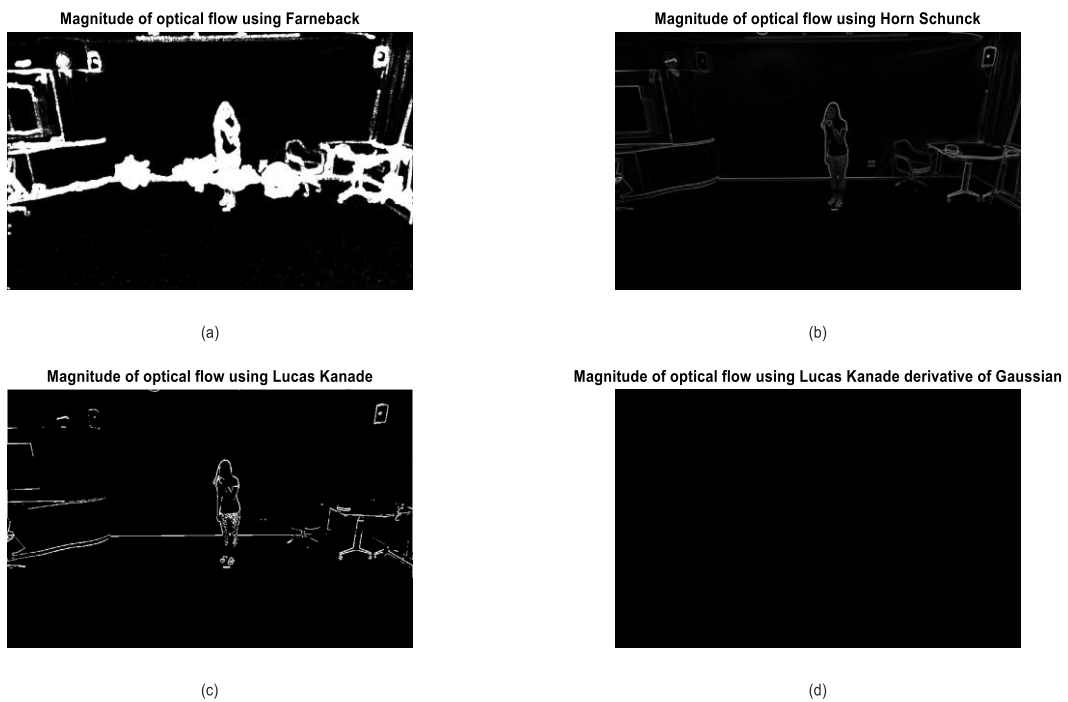 Magnitude of optical flow using Farneback
Magnitude of optical flow using Horn Schunck
(a)
(b)
Magnitude of optical flow using Lucas Kanade
Magnitude of optical flow using Lucas Kanade derivative of Gaussian
(c)
(d)